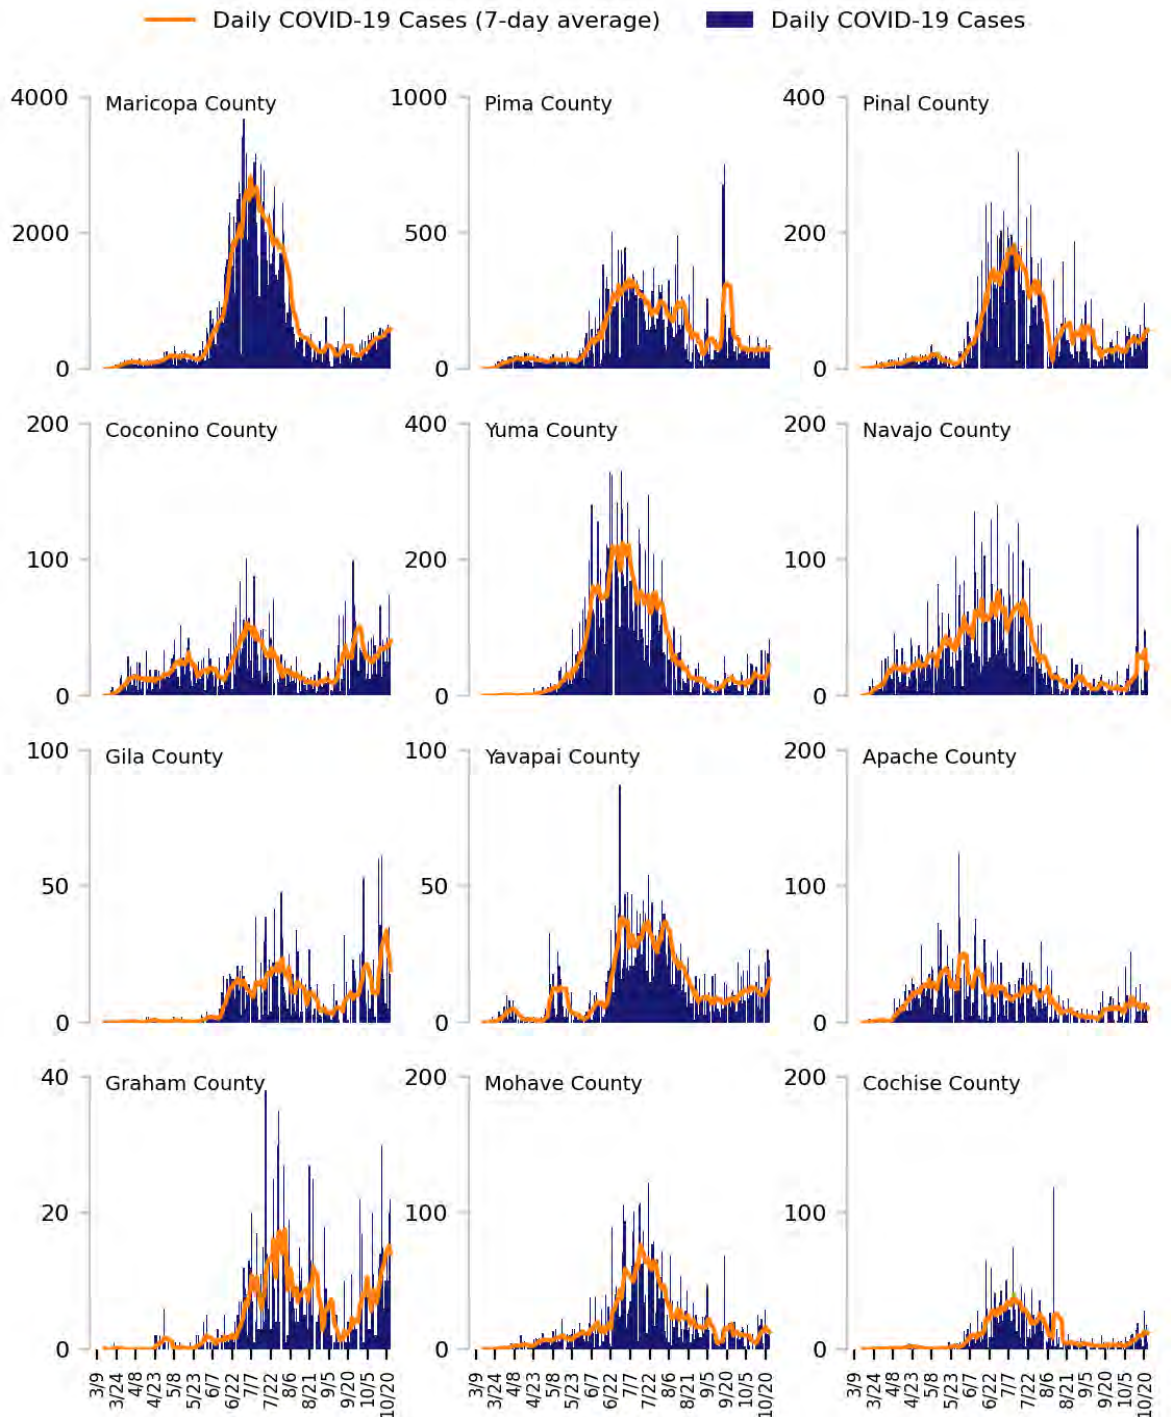 Daily COVID-19 Cases (7-day average) Daily COVID-19 Cases
4000 Maricopa County 1000 Pima County 400 Pinal County
2000 500 200
0 0 0
200 Coconino County 400 Yuma County 200 Navajo County
100 200 100
0 0 0
100 Gila County 100 Yavapai County 200 Apache County
50 50 100
0 0 0
40 Graham County 200 Mohave County 200 Cochise County
20 100 100
0 0 0
3/9 3/24 4/8 4/23 5/8 5/23 6/7 6/22 7/7 7/22 8/6 8/21 9/5 9/20 10/5 10/20 3/9 3/24 4/8 4/23 5/8 5/23 6/7 6/22 7/7 7/22 8/6 8/21 9/5 9/20 10/5 10/20 3/9 3/24 4/8 4/23 5/8 5/23 6/7 6/22 7/7 7/22 8/6 8/21 9/5 9/20 10/5 10/20